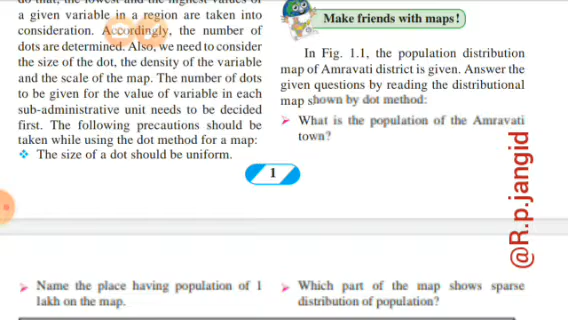 a given variable in a region are taken into
consideration. Accordingly, the number of
dots are determined. Also, we need to consider
the size of the dot, the density of the variable
and the scale of the map. The number of dots
to be given for the value of variable in each
sub-administrative unit needs to be decided
first. The following precautions should be
taken while using the dot method for a map:
❖ The size of a dot should be uniform.
Make friends with maps!
In Fig. 1.1, the population distribution
map of Amravati district is given. Answer the
given questions by reading the distributional
map shown by dot method:
➤ What is the population of the Amravati
town?
1
@R.p.jangid
➤ Name the place having population of 1
lakh on the map.
➤ Which part of the map shows sparse
distribution of population?